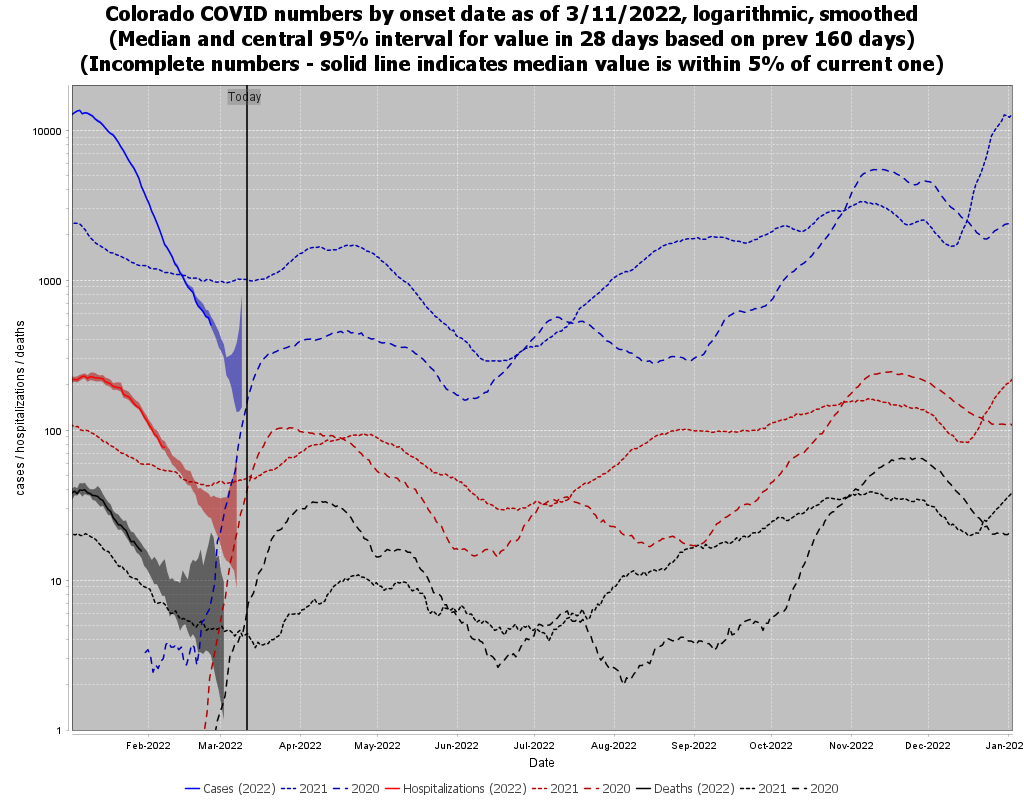 Colorado COVID numbers by onset date as of 3/11/2022, logarithmic, smoothed
(Median and central 95% interval for value in 28 days based on prev 160 days)
(Incomplete numbers - solid line indicates median value is within 5% of current one)
Today
10000
1000
100
10
1
cases / hospitalizations / deaths
Feb-2022 Mar-2022 Apr-2022 May-2022 Jun-2022 Jul-2022 Aug-2022 Sep-2022 Oct-2022 Nov-2022 Dec-2022 Jan-202
Date
Cases (2022) 2021 2020 Hospitalizations (2022) 2021 2020 Deaths (2022) 2021 2020